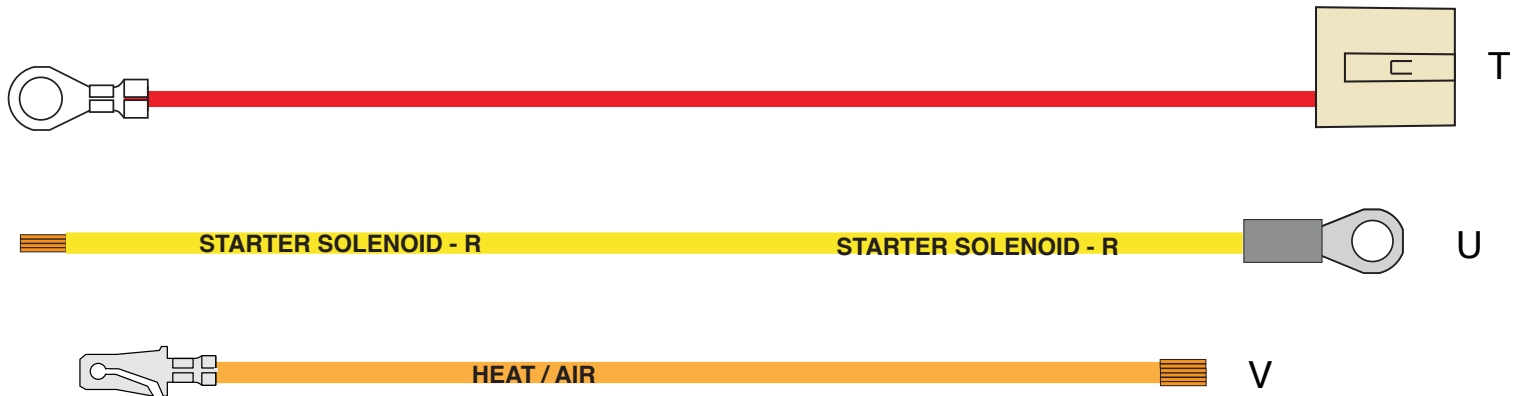 T
STARTER SOLENOID - R STARTER SOLENOID - R U
HEAT / AIR V